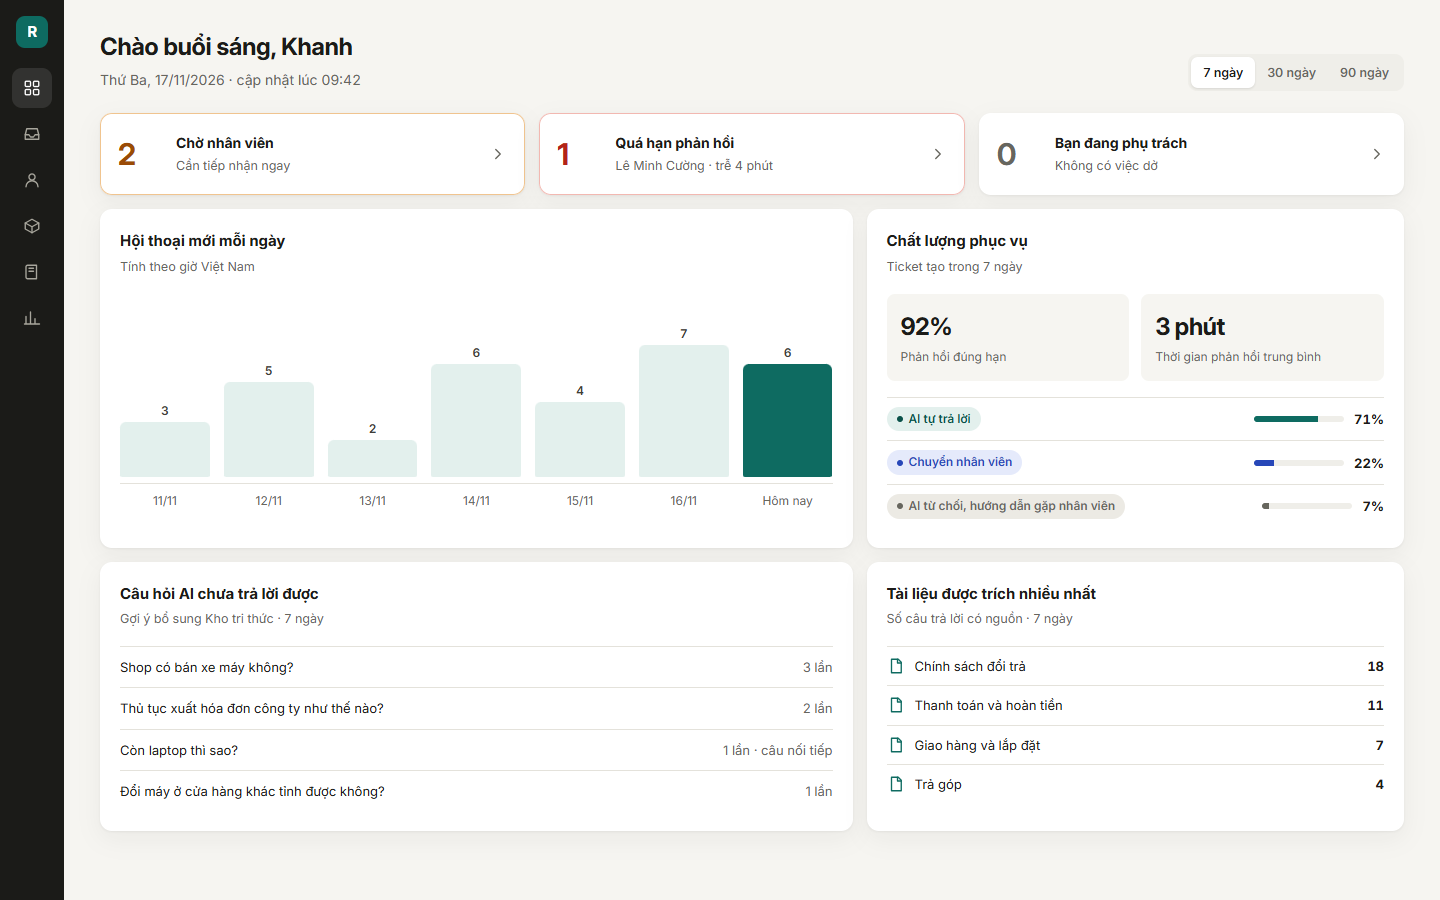 R
Chào buổi sáng, Khanh
Thứ Ba, 17/11/2026 · cập nhật lúc 09:42
7 ngày
30 ngày
90 ngày
2
Chờ nhân viên
Cần tiếp nhận ngay
1
Quá hạn phản hồi
Lê Minh Cường · trễ 4 phút
0
Bạn đang phụ trách
Không có việc dở
Hội thoại mới mỗi ngày
Tính theo giờ Việt Nam
3
5
2
6
4
7
6
11/11
12/11
13/11
14/11
15/11
16/11
Hôm nay
Chất lượng phục vụ
Ticket tạo trong 7 ngày
92%
Phản hồi đúng hạn
3 phút
Thời gian phản hồi trung bình
AI tự trả lời
71%
Chuyển nhân viên
22%
AI từ chối, hướng dẫn gặp nhân viên
7%
Câu hỏi AI chưa trả lời được
Gợi ý bổ sung Kho tri thức · 7 ngày
Shop có bán xe máy không?
3 lần
Thủ tục xuất hóa đơn công ty như thế nào?
2 lần
Còn laptop thì sao?
1 lần · câu nối tiếp
Đổi máy ở cửa hàng khác tỉnh được không?
1 lần
Tài liệu được trích nhiều nhất
Số câu trả lời có nguồn · 7 ngày
Chính sách đổi trả
18
Thanh toán và hoàn tiền
11
Giao hàng và lắp đặt
7
Trả góp
4